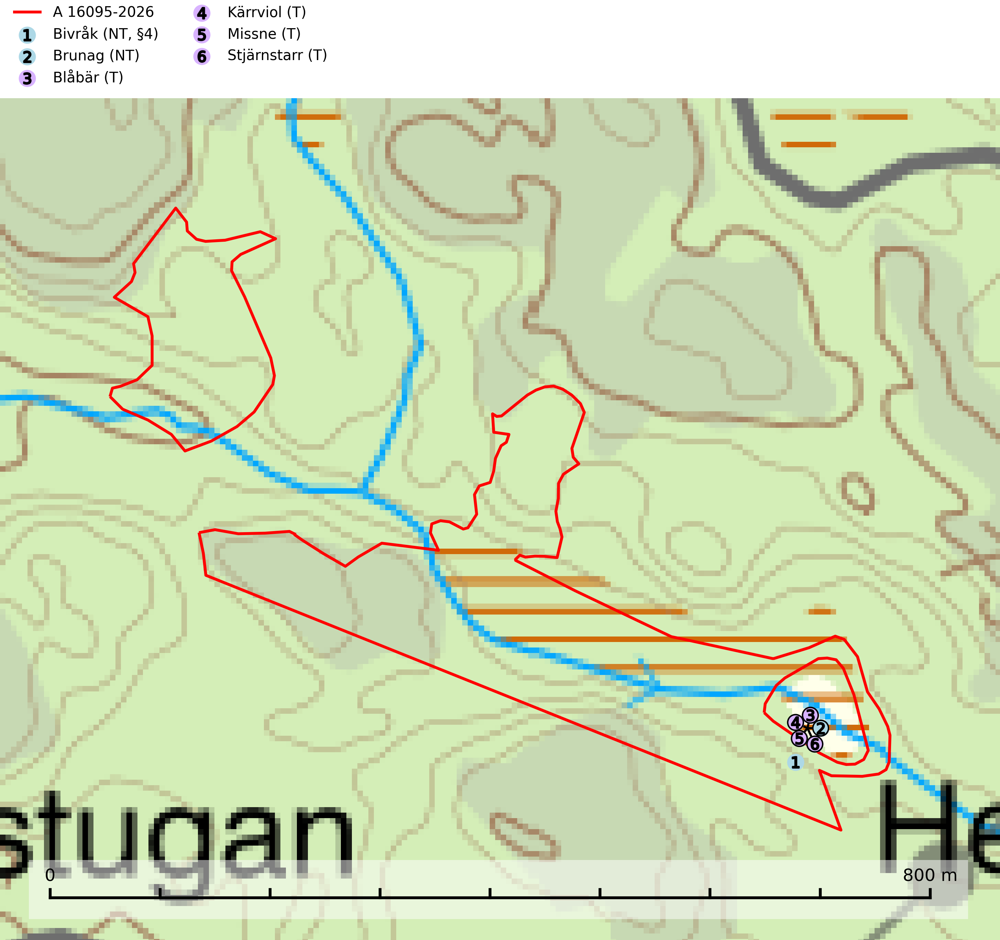 A 16095-2026
1 Bivråk (NT, §4)
2 Brunag (NT)
3 Blåbär (T)
4 Kärrviol (T)
5 Missne (T)
6 Stjärnstarr (T)
3
4
2
5
6
1
stugan
He
0
800 m